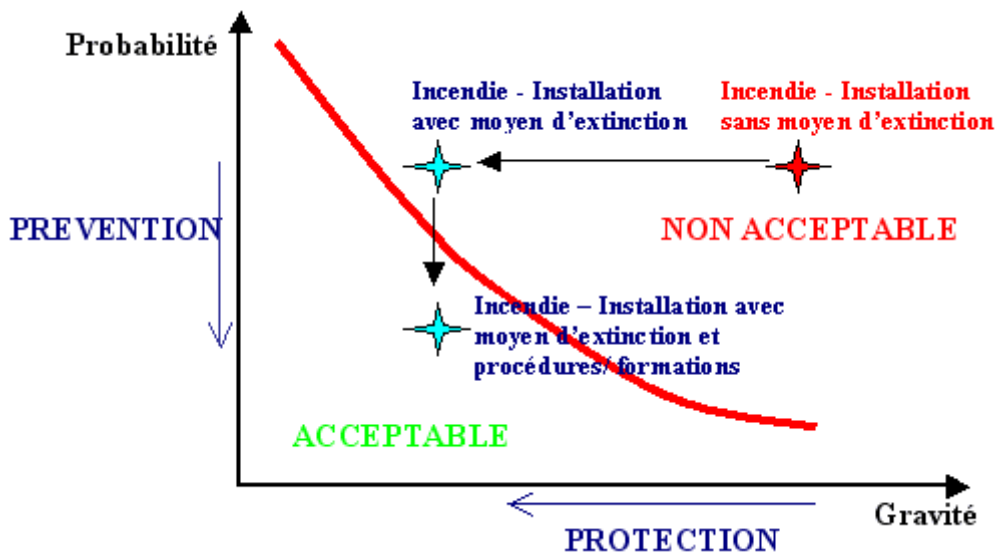 Probabilité
Incendie - Installation
avec moyen d'extinction
Incendie - Installation
sans moyen d'extinction
PREVENTION
NON ACCEPTABLE
Incendie – Installation avec
moyen d'extinction et
procédures/ formations
ACCEPTABLE
Gravité
PROTECTION